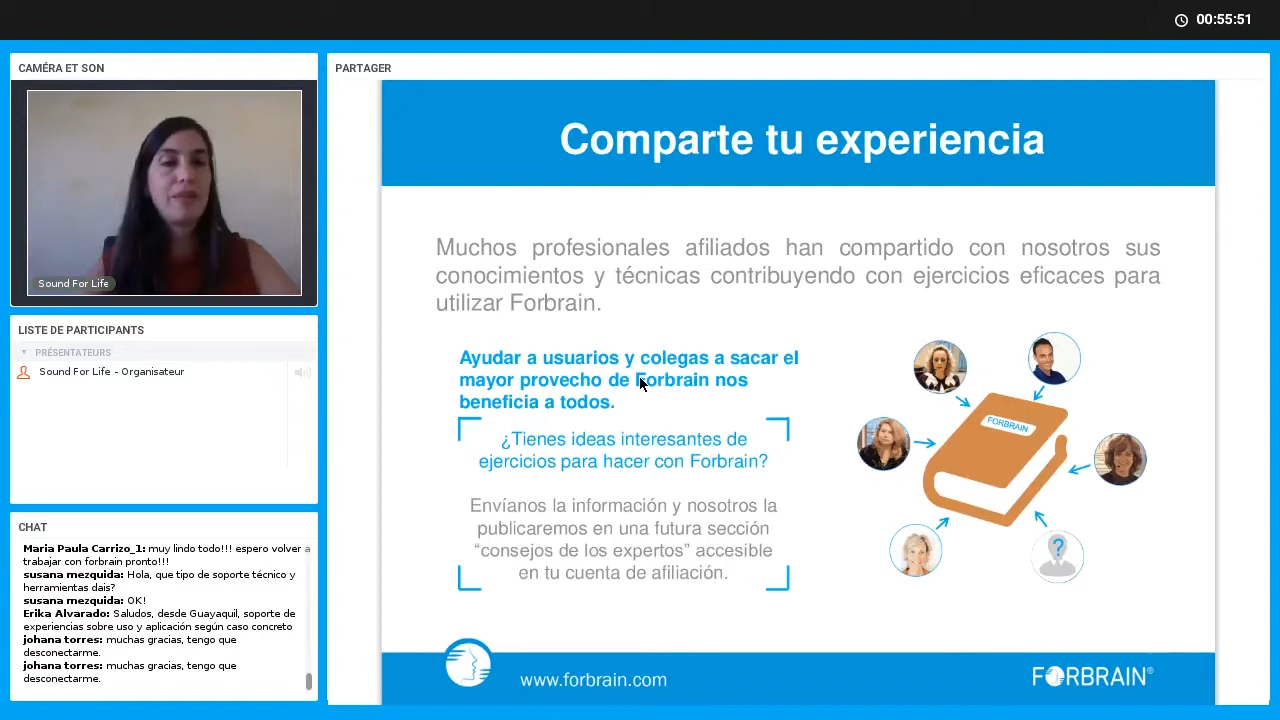 00:55:51
CAMÉRA ET SON
Sound For Life
LISTE DE PARTICIPANTS
PRÉSENTATEURS
Sound For Life - Organisateur
CHAT
Maria Paula Carrizo_1: muy lindo todo!!! espero volver a
trabajar con forbrain pronto!!!
susana mezquida: Hola, que tipo de soporte técnico y
herramientas dais?
susana mezquida: OK!
Erika Alvarado: Saludos, desde Guayaquil, soporte de
experiencias sobre uso y aplicación según caso concreto
johana torres: muchas gracias, tengo que
desconectarme.
johana torres: muchas gracias, tengo que
desconectarme.
PARTAGER
Comparte tu experiencia
Muchos profesionales afiliados han compartido con nosotros sus
conocimientos y técnicas contribuyendo con ejercicios eficaces para
utilizar Forbrain.
Ayudar a usuarios y colegas a sacar el
mayor provecho de Forbrain nos
beneficia a todos.
¿Tienes ideas interesantes de
ejercicios para hacer con Forbrain?
Envíanos la información y nosotros la
publicaremos en una futura sección
“consejos de los expertos” accesible
en tu cuenta de afiliación.
FORBRAIN
?
www.forbrain.com
FORBRAIN®